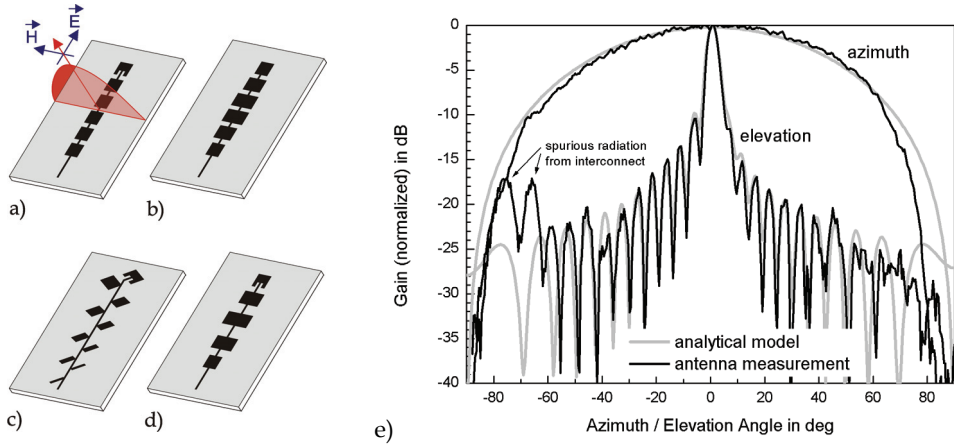 H
E
a)
b)
c)
d)
e)
Gain (normalized) in dB
0
-5
-10
-15
-20
-25
-30
-35
-40
azimuth
elevation
spurious radiation
from interconnect
analytical model
antenna measurement
-80
-60
-40
-20
0
20
40
60
80
Azimuth / Elevation Angle in deg